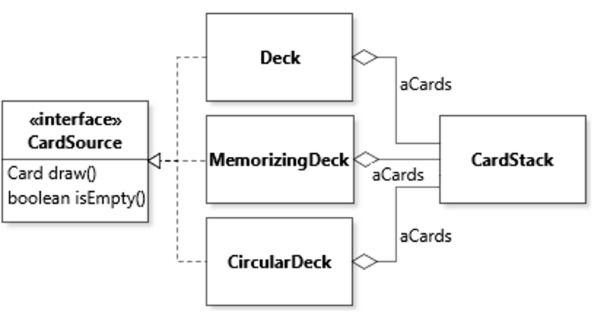 Deck
aCards
«interface»
CardSource
Card draw()
boolean isEmpty()
MemorizingDeck
aCards
CardStack
CircularDeck
aCards